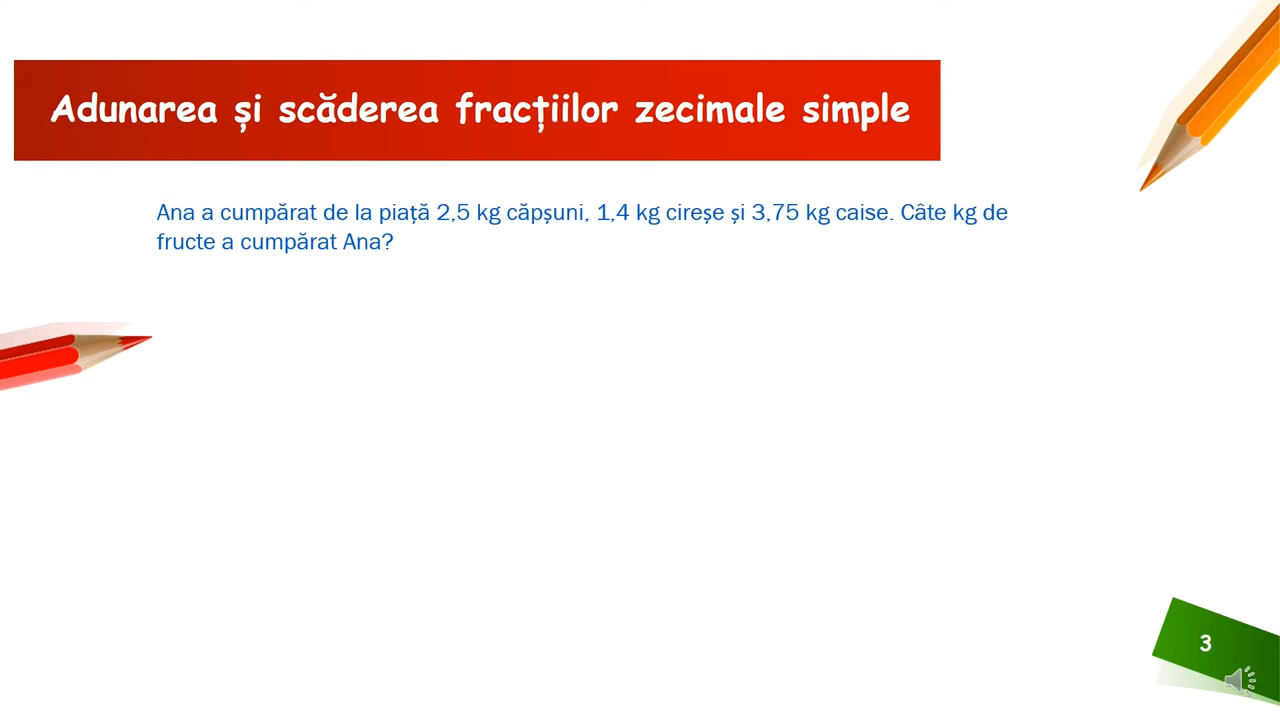 Adunarea și scăderea fracțiilor zecimale simple
Ana a cumpărat de la piață 2,5 kg căpșuni, 1,4 kg cireșe și 3,75 kg caise. Câte kg de
fructe a cumpărat Ana?
3